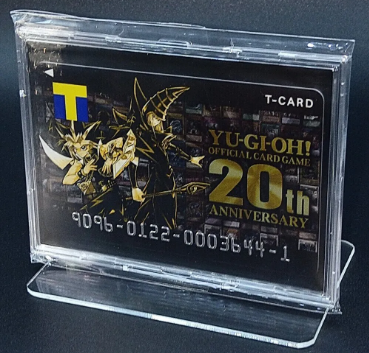 T
T-CARD
YU-GI-OH!
OFFICIAL CARD GAME
20th
ANNIVERSARY
9096-0122-0003644-1